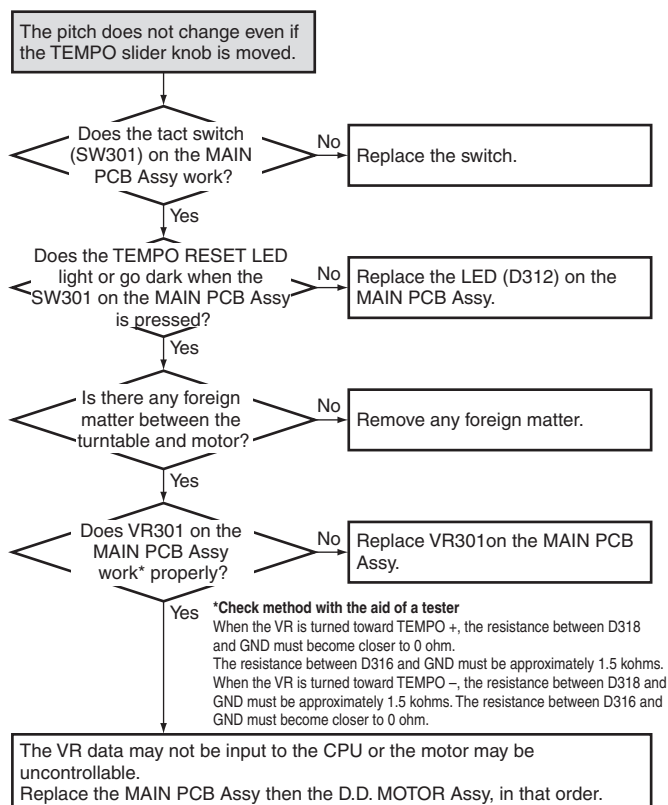 The pitch does not change even if
the TEMPO slider knob is moved.
Does the tact switch
(SW301) on the MAIN
PCB Assy work?
No
Replace the switch.
Yes
Does the TEMPO RESET LED
light or go dark when the
SW301 on the MAIN PCB Assy
is pressed?
No
Replace the LED (D312) on the
MAIN PCB Assy.
Yes
Is there any foreign
matter between the
turntable and motor?
No
Remove any foreign matter.
Yes
Does VR301 on the
MAIN PCB Assy
work* properly?
No
Replace VR301on the MAIN PCB
Assy.
Yes
*Check method with the aid of a tester
When the VR is turned toward TEMPO +, the resistance between D318
and GND must become closer to 0 ohm.
The resistance between D316 and GND must be approximately 1.5 kohms.
When the VR is turned toward TEMPO –, the resistance between D318 and
GND must be approximately 1.5 kohms. The resistance between D316 and
GND must become closer to 0 ohm.
The VR data may not be input to the CPU or the motor may be
uncontrollable.
Replace the MAIN PCB Assy then the D.D. MOTOR Assy, in that order.